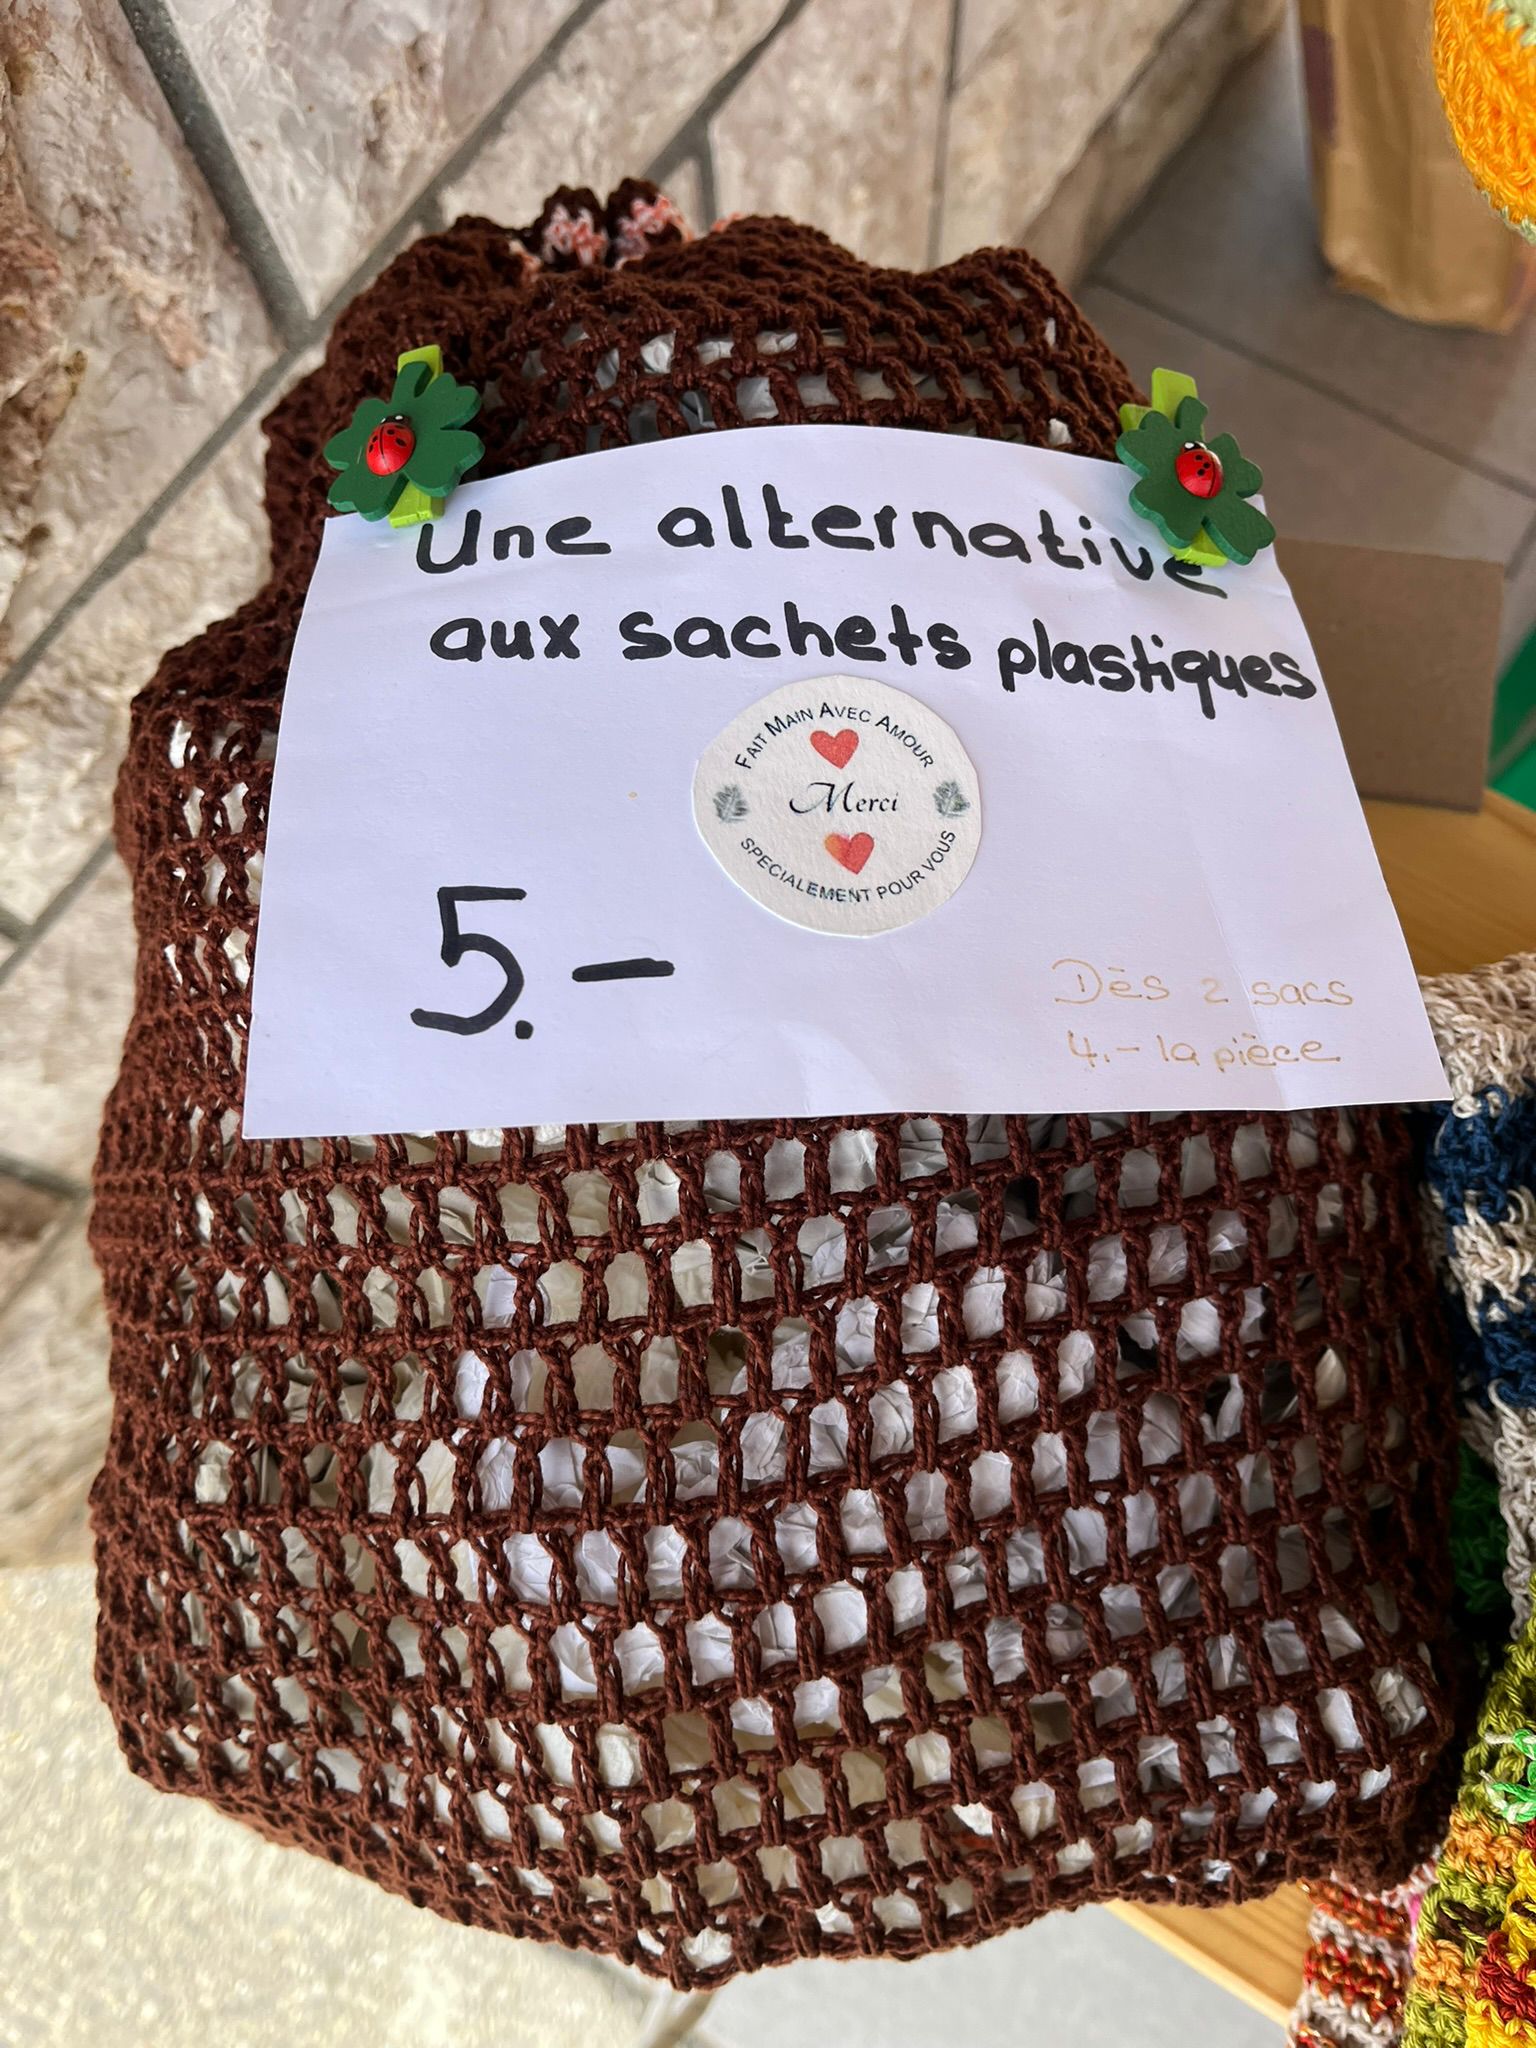 Une alternative
aux sachets plastiques
FAIT MAIN AVEC AMOUR
Merci
SPECIALEMENT POUR VOUS
5.-
Dès 2 sacs
4.- la pièce